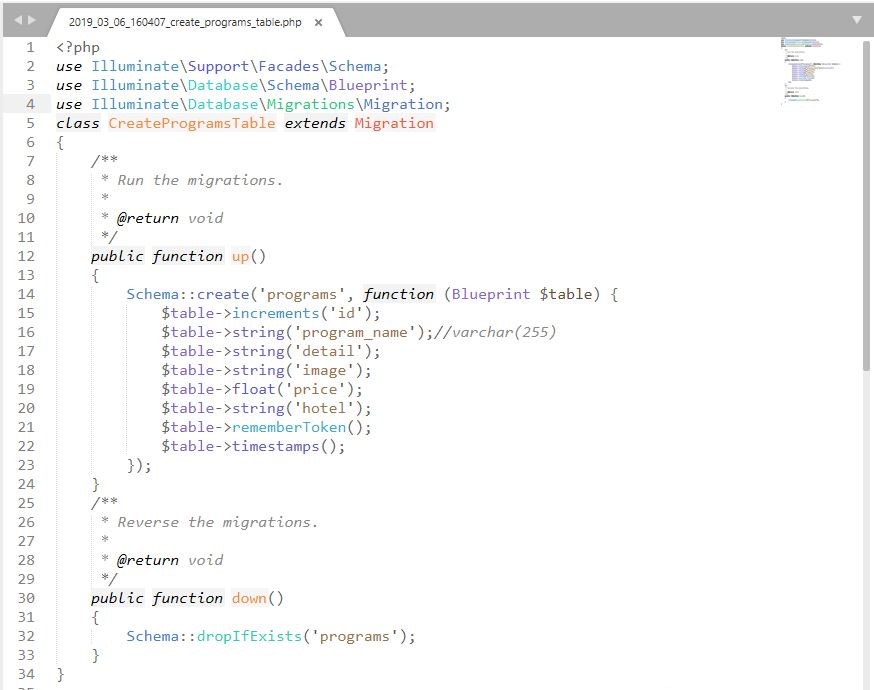 2019_03_06_160407_create_programs_table.php ×
1 <?php
2 use Illuminate\Support\Facades\Schema;
3 use Illuminate\Database\Schema\Blueprint;
4 use Illuminate\Database\Migrations\Migration;
5 class CreateProgramsTable extends Migration
6 {
7     /**
8      * Run the migrations.
9      *
10      * @return void
11      */
12     public function up()
13     {
14         Schema::create('programs', function (Blueprint $table) {
15             $table->increments('id');
16             $table->string('program_name');//varchar(255)
17             $table->string('detail');
18             $table->string('image');
19             $table->float('price');
20             $table->string('hotel');
21             $table->rememberToken();
22             $table->timestamps();
23         });
24     }
25     /**
26      * Reverse the migrations.
27      *
28      * @return void
29      */
30     public function down()
31     {
32         Schema::dropIfExists('programs');
33     }
34 }